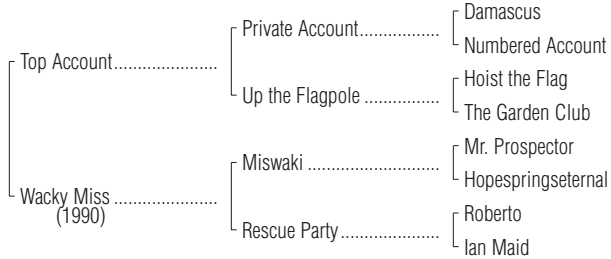 Damascus
Private Account..................
Numbered Account
Top Account.......................
Hoist the Flag
Up the Flagpole .................
The Garden Club
Mr. Prospector
Miswaki .............................
Hopespringseternal
Wacky Miss .......................
(1990)
Roberto
Rescue Party......................
Ian Maid